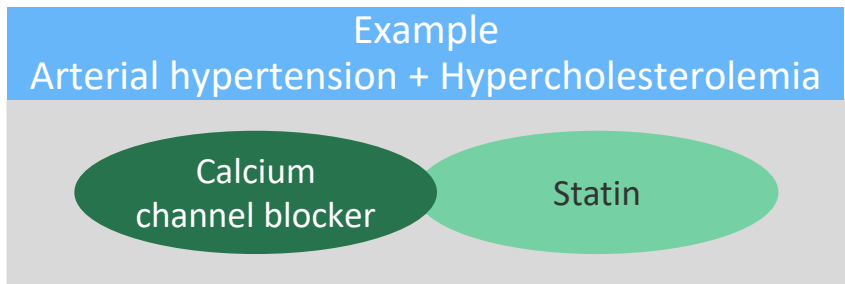 Example
Arterial hypertension + Hypercholesterolemia
Calcium
channel blocker
Statin